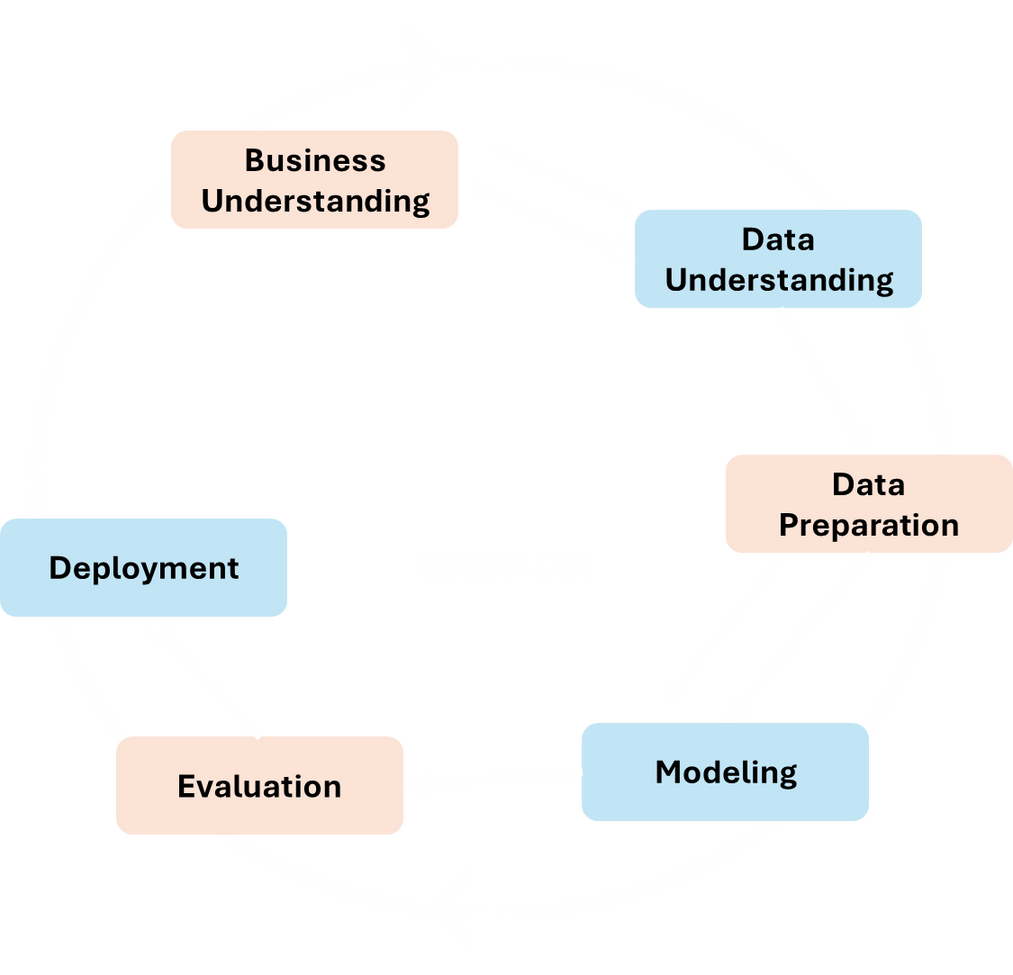 Business
Understanding
Data
Understanding
Data
Preparation
Deployment
Modeling
Evaluation